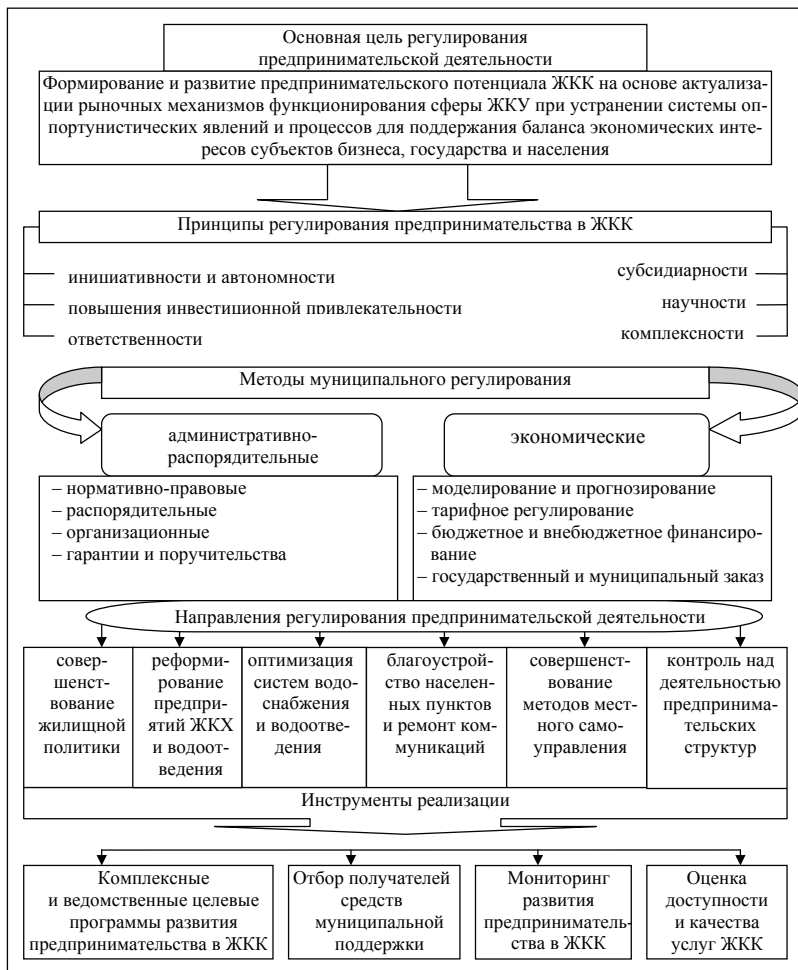 Основная цель регулирования
предпринимательской деятельности
Формирование и развитие предпринимательского потенциала ЖКК на основе актуали-
зации рыночных механизмов функционирования сферы ЖКУ при устранении системы оп-
портунистических явлений и процессов для поддержания баланса экономических инте-
ресов субъектов бизнеса, государства и населения
Принципы регулирования предпринимательства в ЖКК
инициативности и автономности
повышения инвестиционной привлекательности
ответственности
субсидиарности
научности
комплексности
Методы муниципального регулирования
административно-
распорядительные
– нормативно-правовые
– распорядительные
– организационные
– гарантии и поручительства
экономические
– моделирование и прогнозирование
– тарифное регулирование
– бюджетное и внебюджетное финансиро-
вание
– государственный и муниципальный заказ
Направления регулирования предпринимательской деятельности
совер-
шенст-
вование
жилищной
политики
реформи-
рование
предпри-
ятий ЖКХ
и водоот-
ведения
оптимизация
систем водо-
снабжения
и водоотве-
дения
благоустрой-
ство населен-
ных пунктов
и ремонт ком-
муникаций
совершенст-
вование
методов мест-
ного само-
управления
контроль над
деятельностью
предпринима-
тельских
структур
Инструменты реализации
Комплексные
и ведомственные целевые
программы развития
предпринимательства в ЖКК
Отбор получателей
средств
муниципальной
поддержки
Мониторинг
развития
предприниматель-
ства в ЖКК
Оценка
доступности
и качества
услуг ЖКК